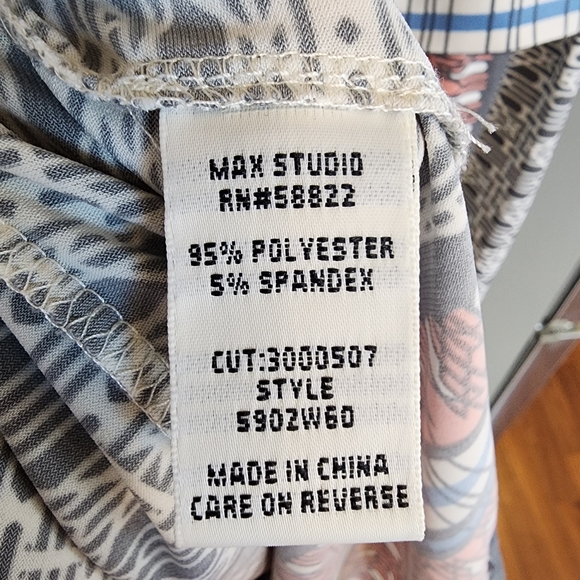 MAX STUDIO
RN#58822
95% POLYESTER
5% SPANDEX
CUT:3000507
STYLE
5902W60
MADE IN CHINA
CARE ON REVERSE